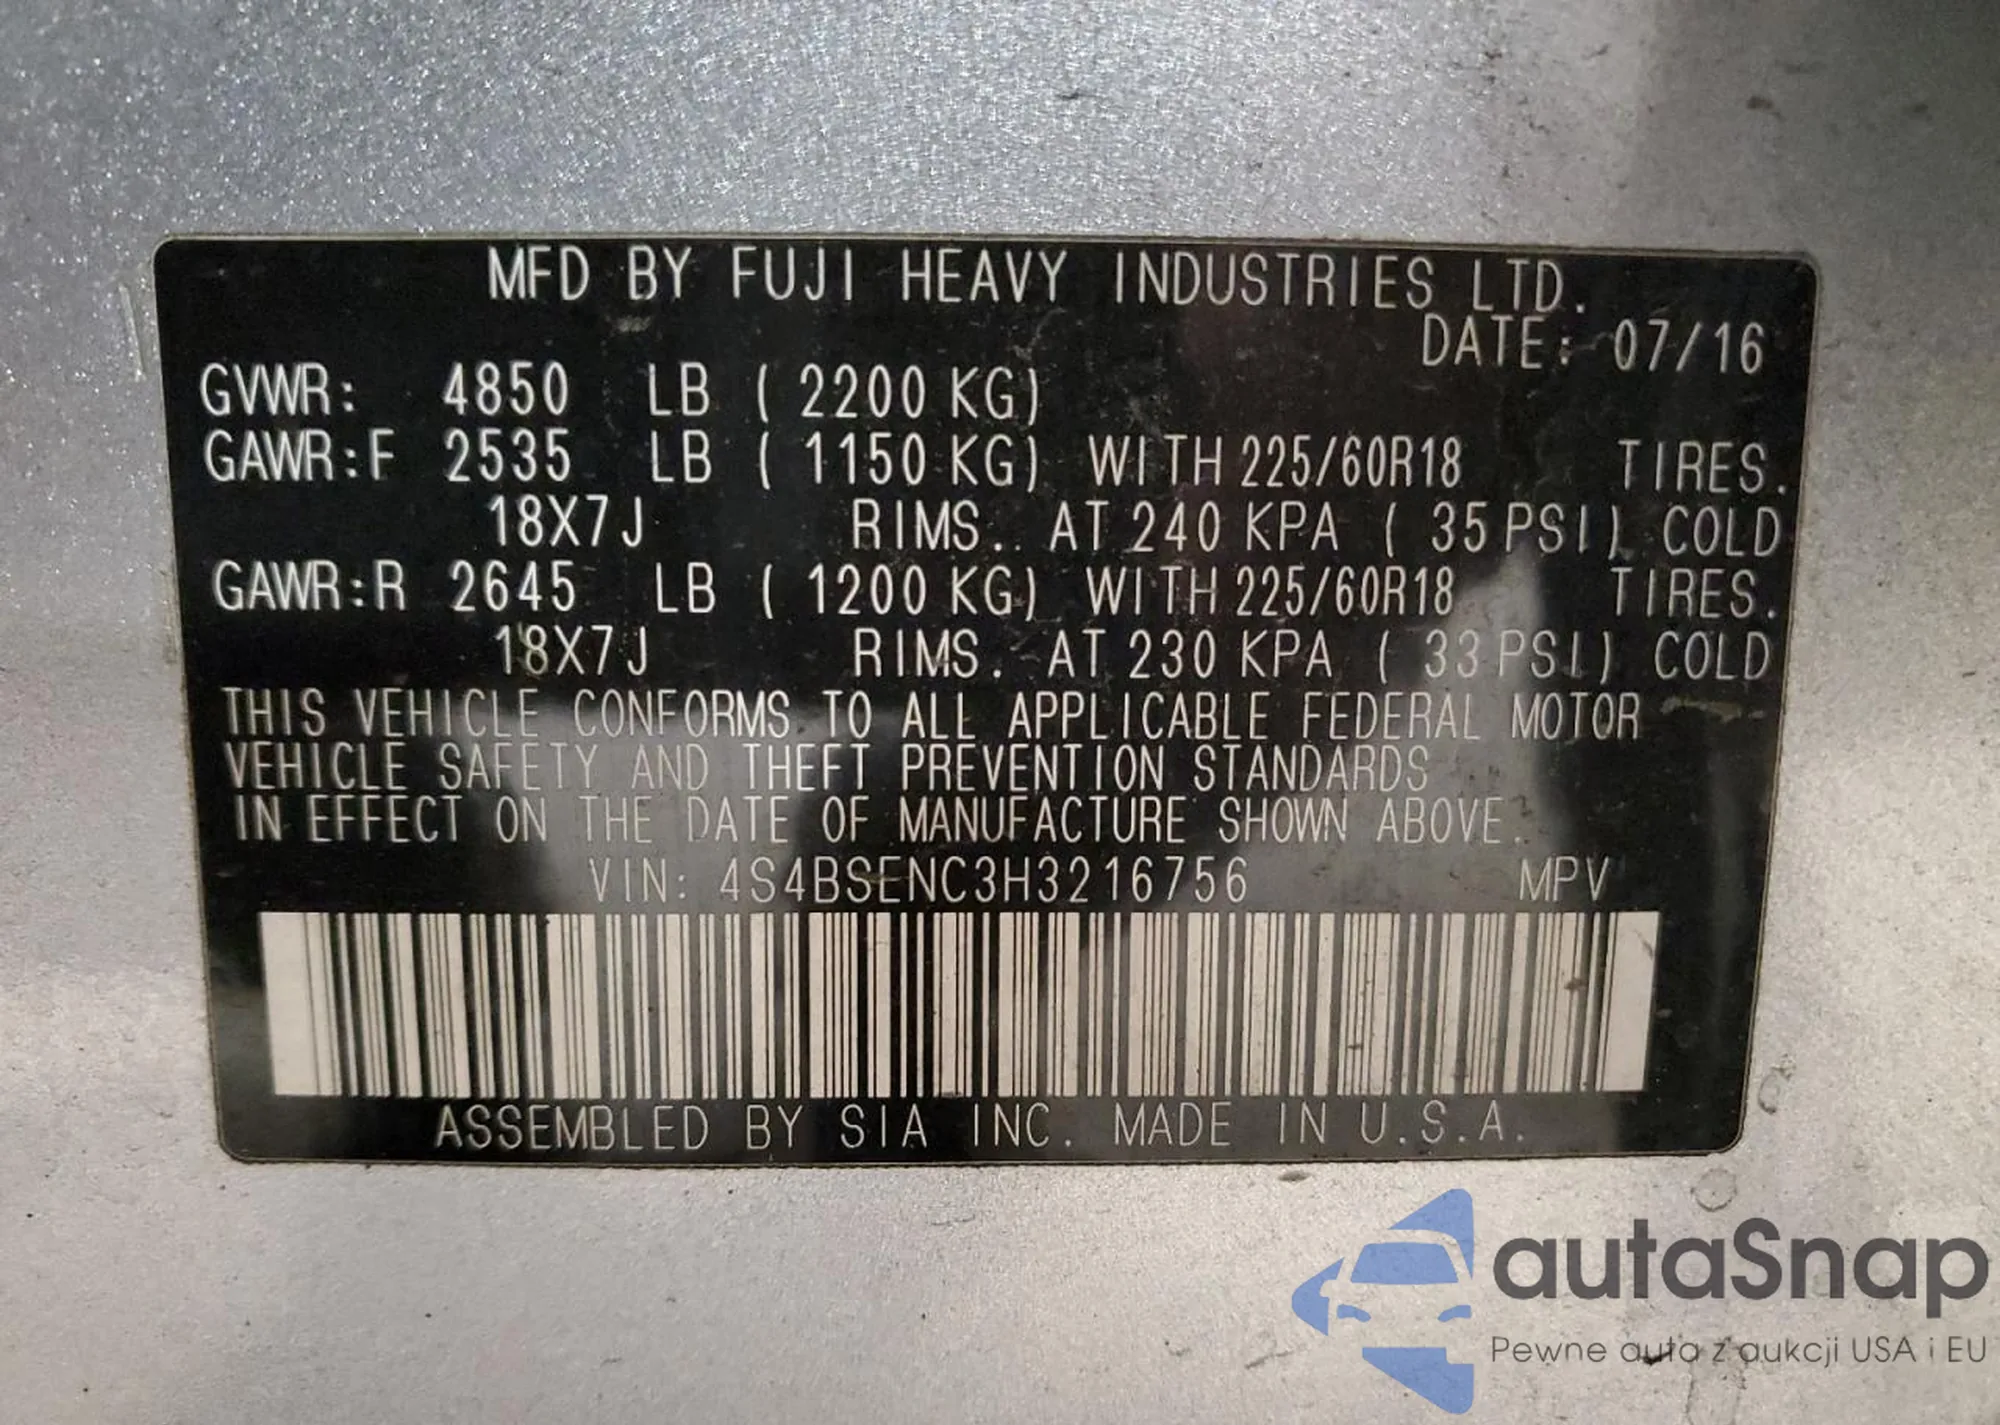 MFD BY FUJI HEAVY INDUSTRIES LTD.
DATE: 07/16
GVWR: 4850 LB ( 2200 KG)
GAWR:F 2535 LB ( 1150 KG) WITH 225/60R18 TIRES.
18X7J RIMS. AT 240 KPA ( 35 PSI) COLD
GAWR:R 2645 LB ( 1200 KG) WITH 225/60R18 TIRES.
18X7J RIMS. AT 230 KPA ( 33 PSI) COLD
THIS VEHICLE CONFORMS TO ALL APPLICABLE FEDERAL MOTOR
VEHICLE SAFETY AND THEFT PREVENTION STANDARDS
IN EFFECT ON THE DATE OF MANUFACTURE SHOWN ABOVE.
VIN: 4S4BSENC3H3216756 MPV
ASSEMBLED BY SIA INC. MADE IN U.S.A.
autaSnap
Pewne auta z aukcji USA i EU